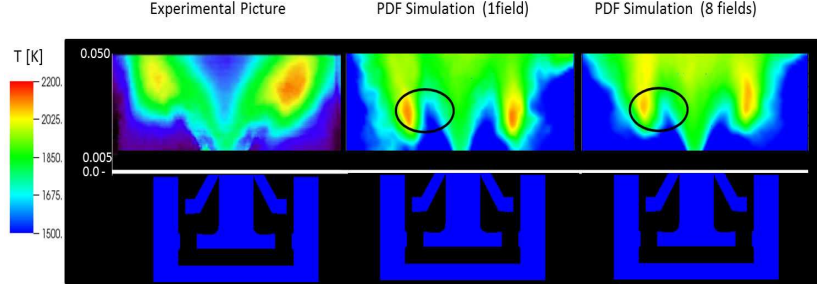 Experimental Picture
PDF Simulation (1field)
PDF Simulation (8 fields)
T [K]
0.050
2200.
2025.
1850.
1675.
1500.
0.005
0.0 -